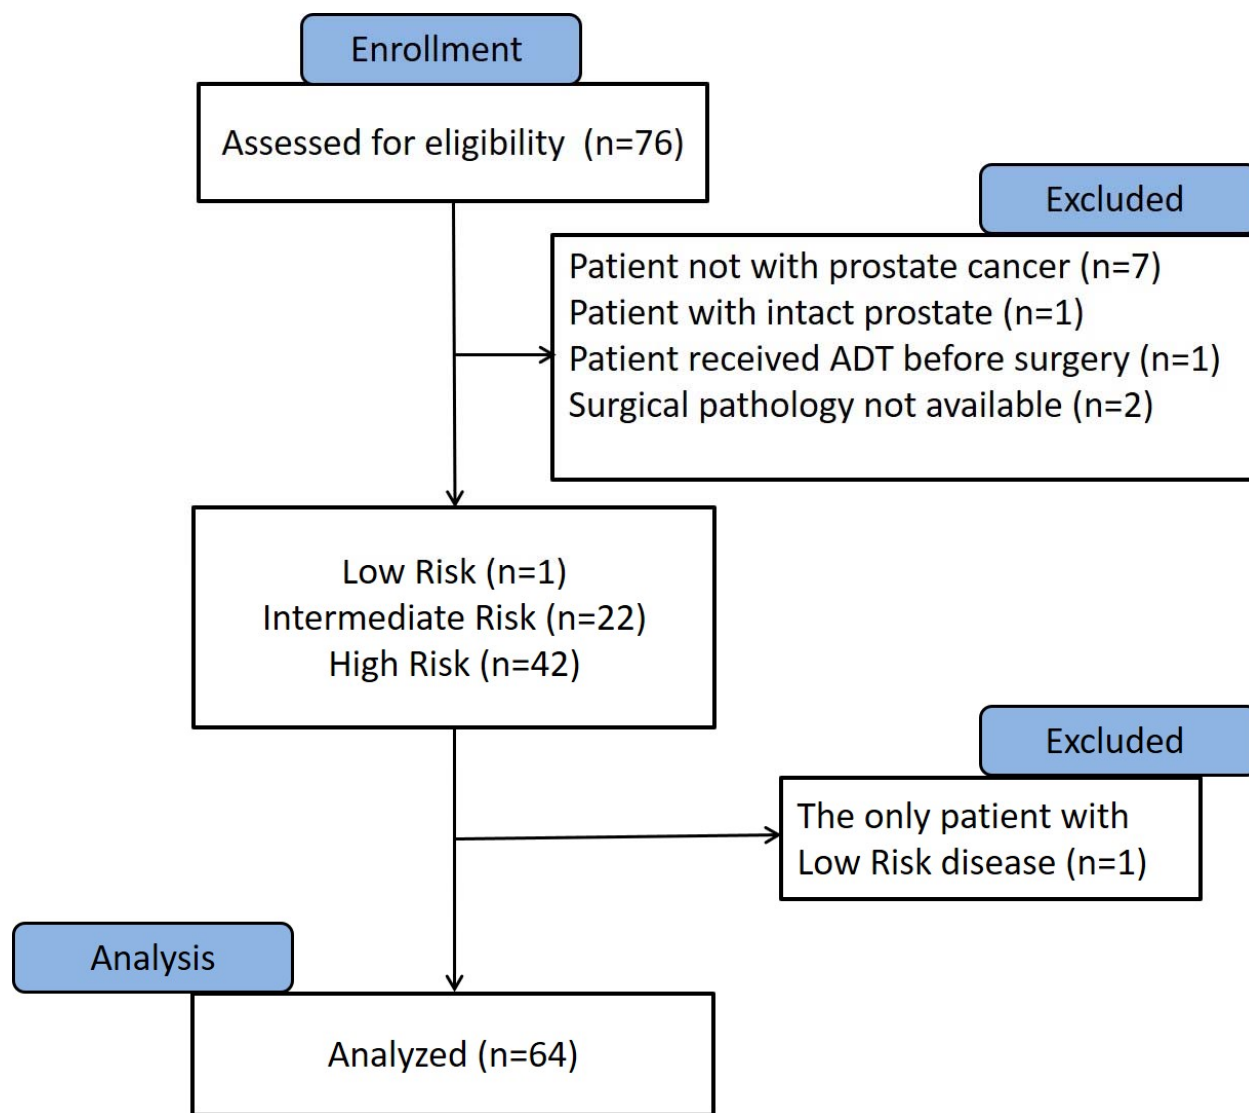 Enrollment
Assessed for eligibility  (n=76)
Excluded
Patient not with prostate cancer (n=7)
Patient with intact prostate (n=1)
Patient received ADT before surgery (n=1)
Surgical pathology not available (n=2)
Low Risk (n=1)
Intermediate Risk (n=22)
High Risk (n=42)
Excluded
The only patient with
Low Risk disease (n=1)
Analysis
Analyzed (n=64)